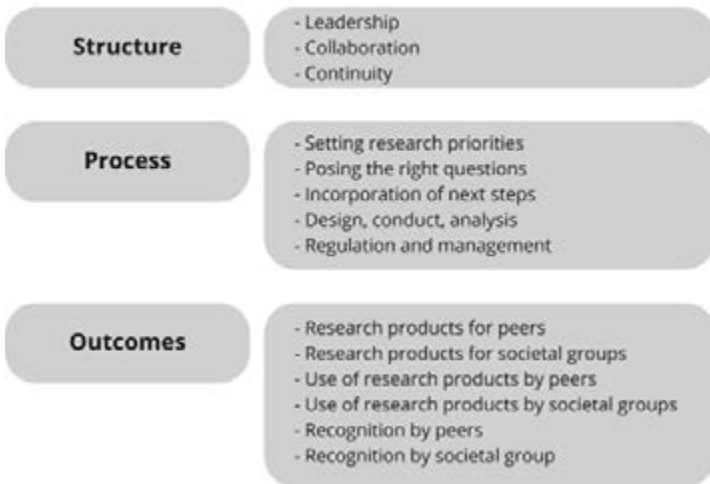 Structure
- Leadership
- Collaboration
- Continuity
Process
- Setting research priorities
- Posing the right questions
- Incorporation of next steps
- Design, conduct, analysis
- Regulation and management
Outcomes
- Research products for peers
- Research products for societal groups
- Use of research products by peers
- Use of research products by societal groups
- Recognition by peers
- Recognition by societal group